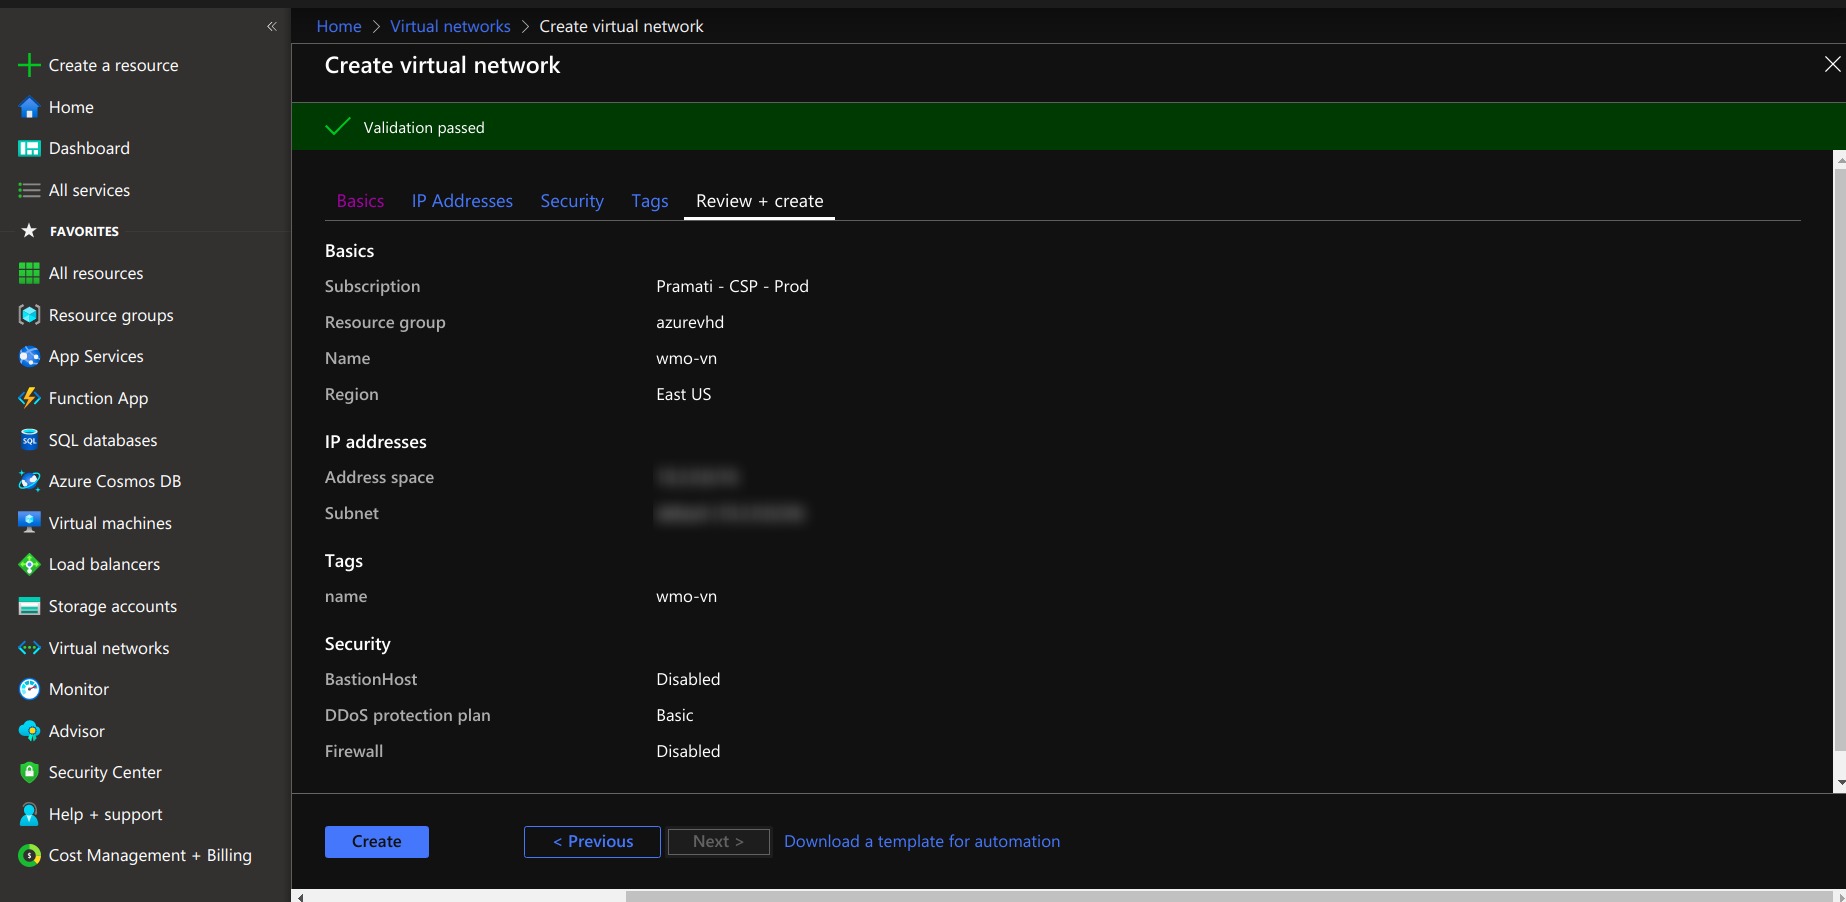 «
Create a resource
Home
Dashboard
All services
FAVORITES
All resources
Resource groups
App Services
Function App
SQL
SQL databases
Azure Cosmos DB
Virtual machines
Load balancers
Storage accounts
Virtual networks
Monitor
Advisor
Security Center
Help + support
$
Cost Management + Billing
Home > Virtual networks > Create virtual network
Create virtual network
Validation passed
Basics IP Addresses Security Tags Review + create
Basics
Subscription Pramati - CSP - Prod
Resource group azurevhd
Name wmo-vn
Region East US
IP addresses
Address space
Subnet
Tags
name wmo-vn
Security
BastionHost Disabled
DDoS protection plan Basic
Firewall Disabled
Create < Previous Next > Download a template for automation